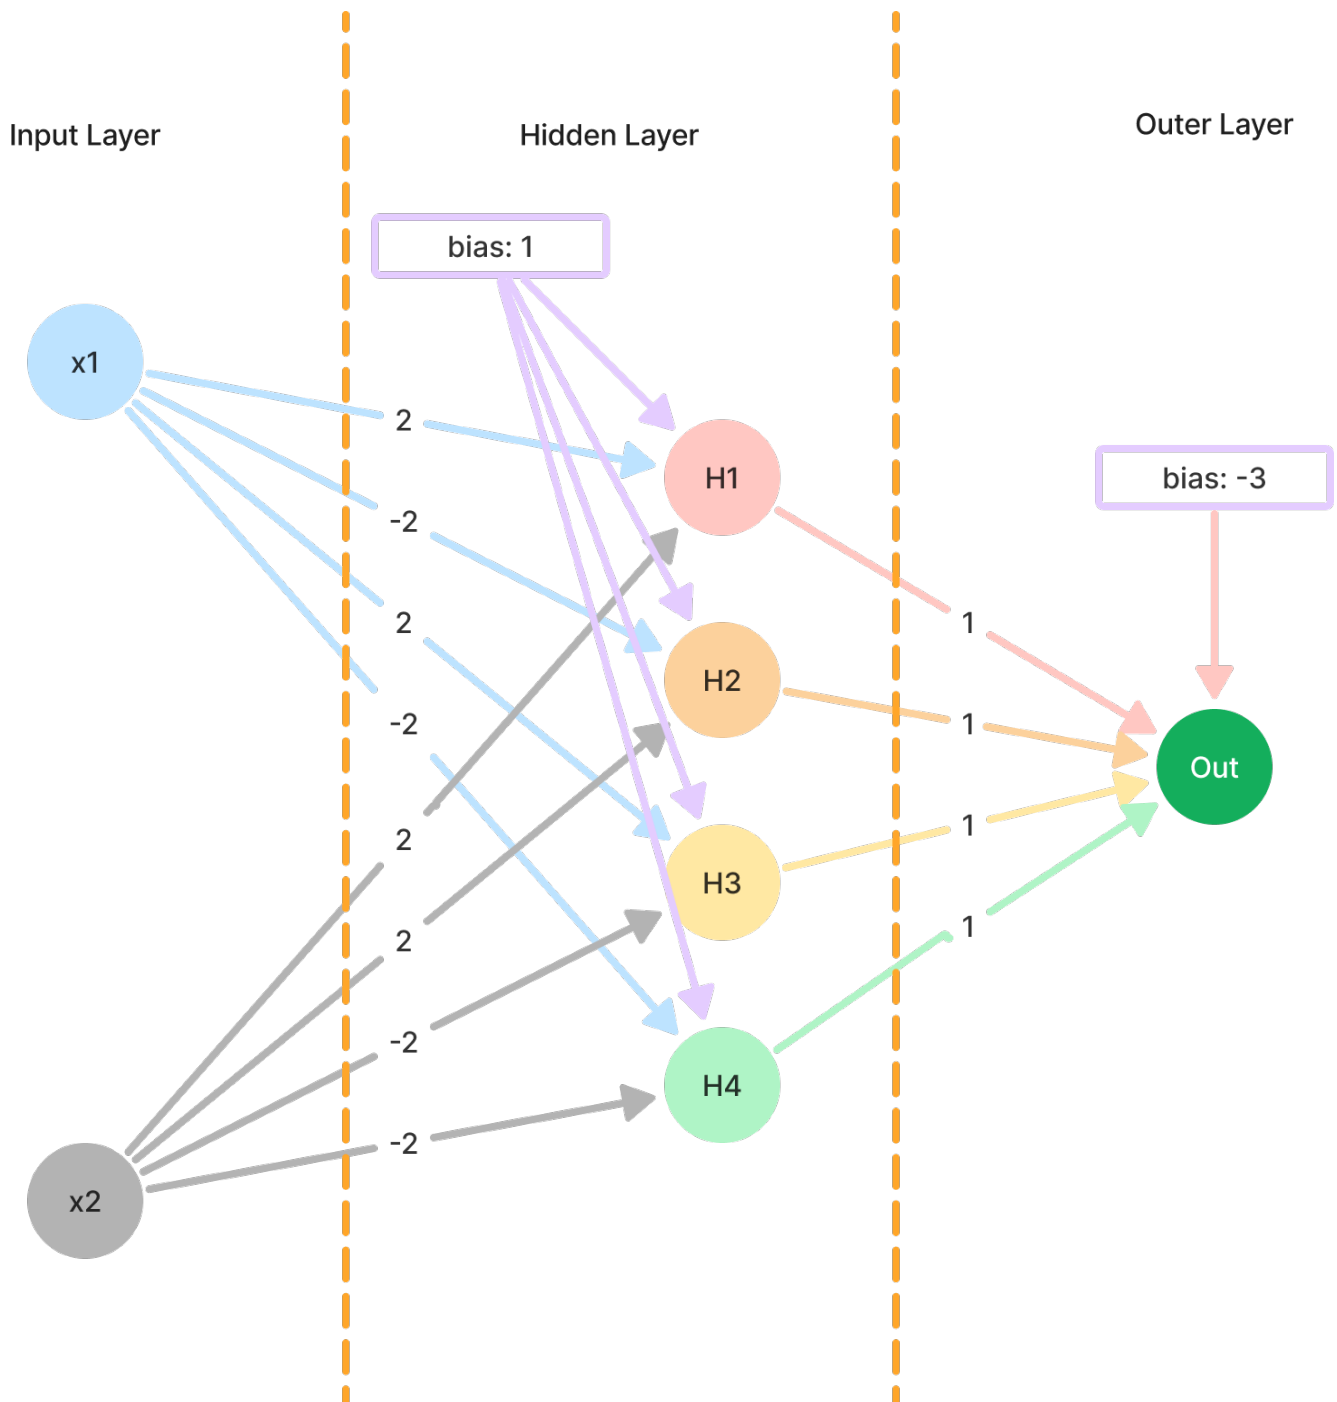 Input Layer
Hidden Layer
Outer Layer
bias: 1
x1
2
-2
2
-2
H1
bias: -3
1
H2
1
Out
2
1
H3
2
1
-2
H4
-2
x2